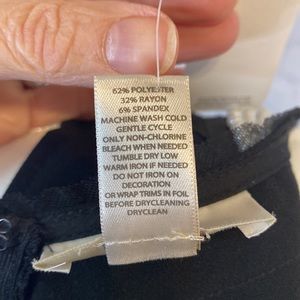 62% POLYESTER
32% RAYON
6% SPANDEX
MACHINE WASH COLD
GENTLE CYCLE
ONLY NON-CHLORINE
BLEACH WHEN NEEDED
TUMBLE DRY LOW
WARM IRON IF NEEDED
DO NOT IRON ON
DECORATION
OR WRAP TRIMS IN FOIL
BEFORE DRYCLEANING
DRYCLEAN